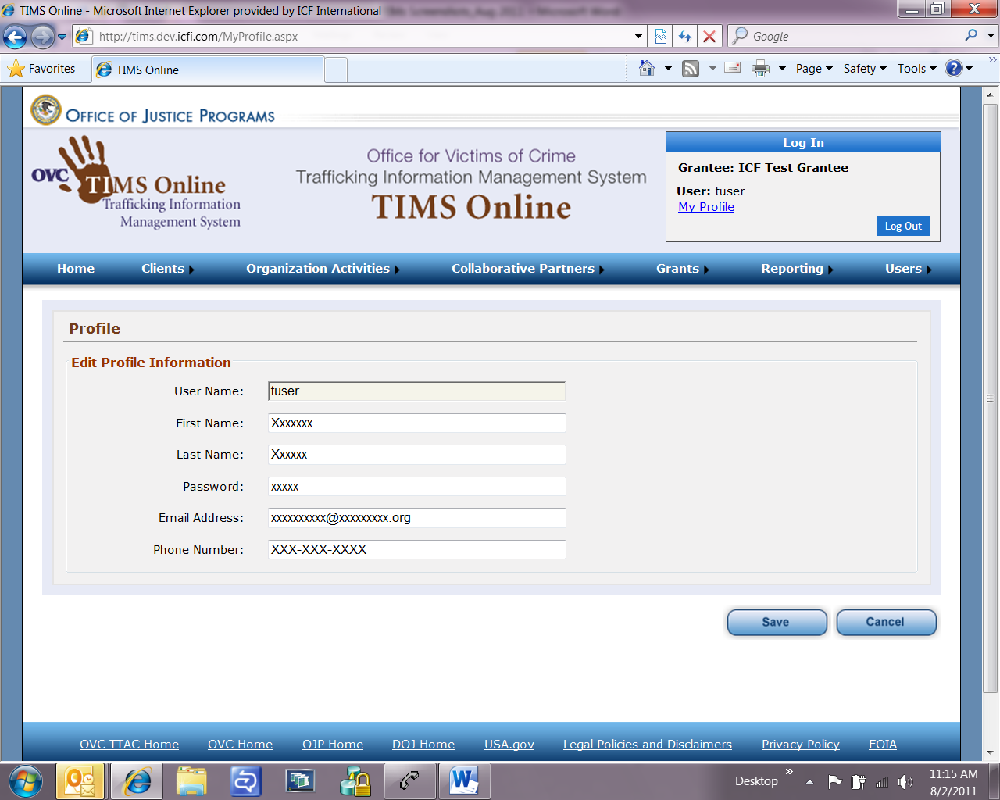 TIMS Online - Microsoft Internet Explorer provided by ICF International
http://tims.dev.icfi.com/MyProfile.aspx
Google
Favorites
TIMS Online
Page
Safety
Tools
OFFICE OF JUSTICE PROGRAMS
OVC
TIMS Online
Trafficking Information
Management System
Office for Victims of Crime
Trafficking Information Management System
TIMS Online
Log In
Grantee: ICF Test Grantee
User: tuser
My Profile
Log Out
Home Clients Organization Activities Collaborative Partners Grants Reporting Users
Profile
Edit Profile Information
User Name: tuser
First Name: Xxxxxxx
Last Name: Xxxxxx
Password: xxxxx
Email Address: xxxxxxxxxx@xxxxxxxxx.org
Phone Number: XXX-XXX-XXXX
Save Cancel
OVC TTAC Home OVC Home OJP Home DOJ Home USA.gov Legal Policies and Disclaimers Privacy Policy FOIA
Desktop
11:15 AM
8/2/2011